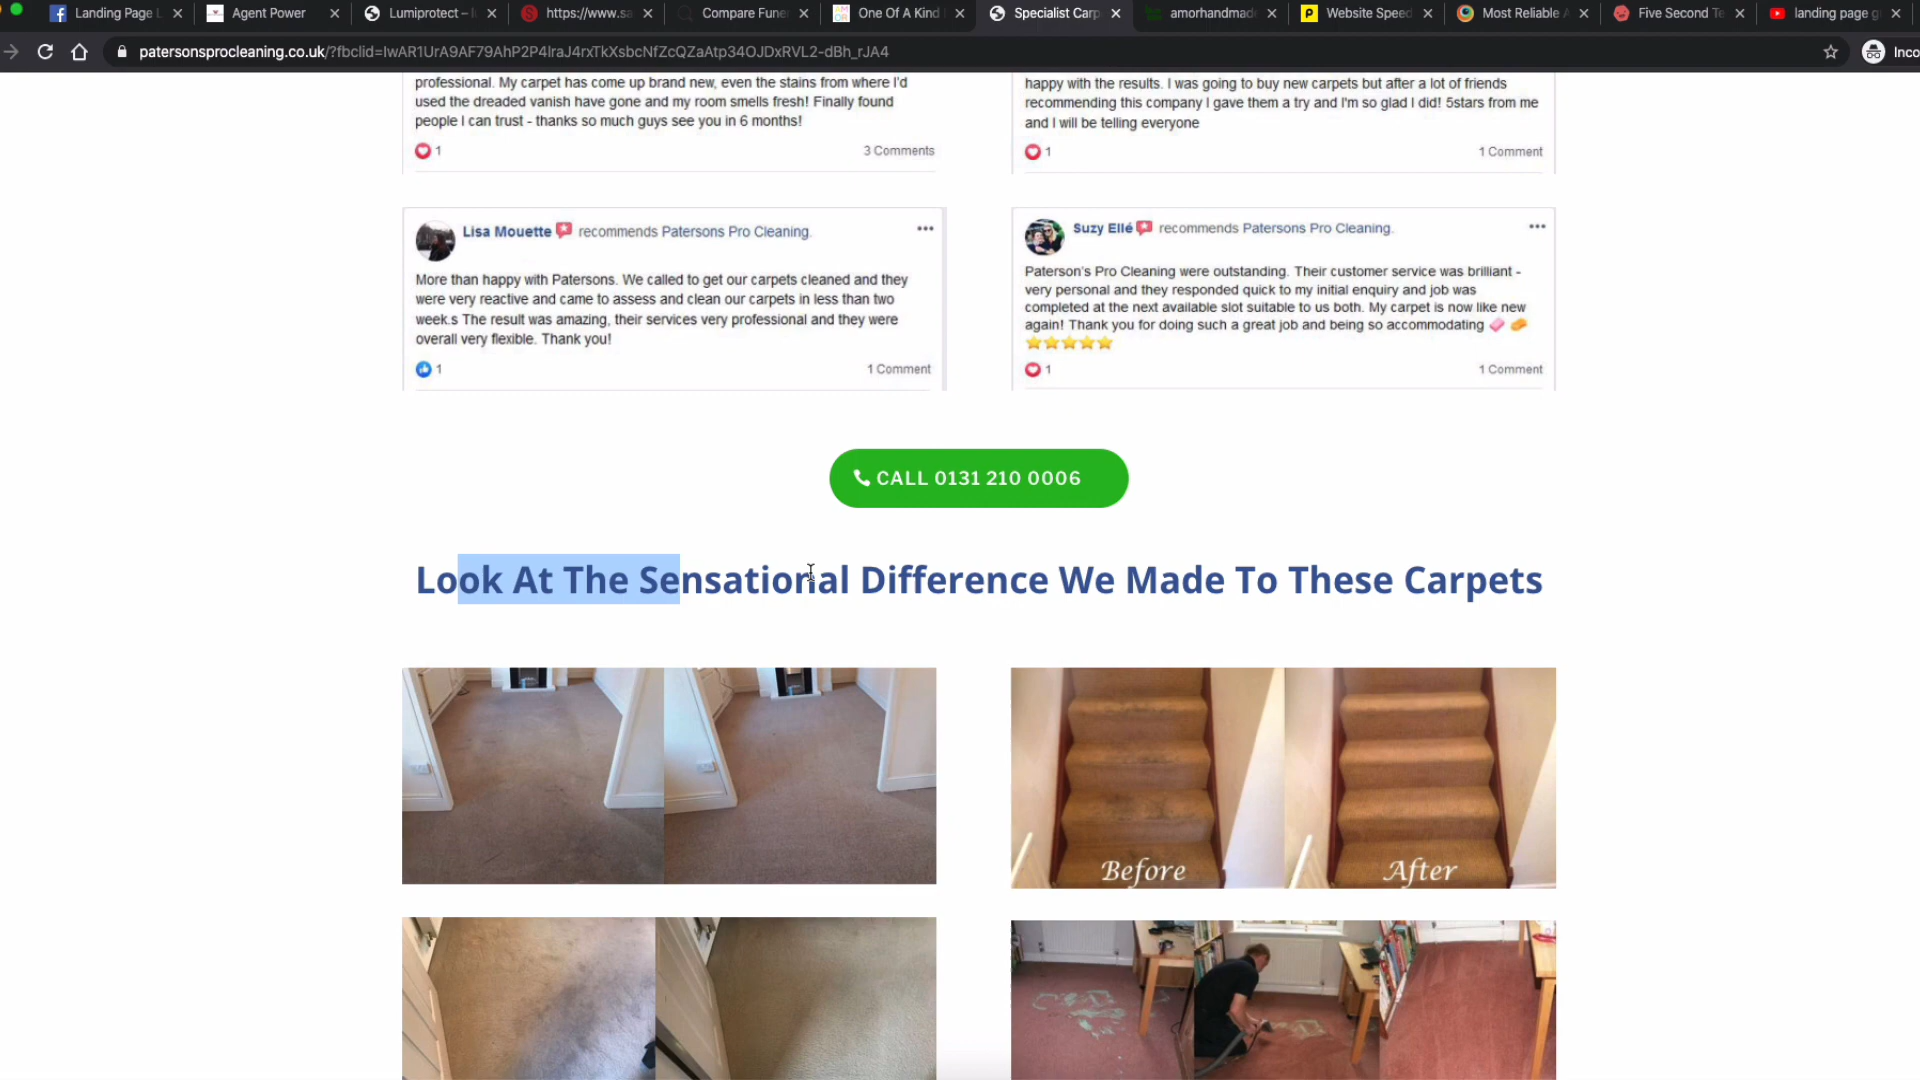 Landing Page L
Agent Power
Lumiprotect –
https://www.sa
Compare Fune
One Of A Kind
Specialist Carp
amorhandmade
Website Speed
Most Reliable A
Five Second Te
landing page g
patersonsprocleaning.co.uk/?fbclid=IwAR1UrA9AF79AhP2P4lraJ4rxTkXsbcNfZcQZaAtp34OJDxRVL2-dBh_rJA4
Inco
professional. My carpet has come up brand new, even the stains from where I'd
used the dreaded vanish have gone and my room smells fresh! Finally found
people I can trust - thanks so much guys see you in 6 months!
1
3 Comments
happy with the results. I was going to buy new carpets but after a lot of friends
recommending this company I gave them a try and I'm so glad I did! 5stars from me
and I will be telling everyone
1
1 Comment
Lisa Mouette recommends Patersons Pro Cleaning.
More than happy with Patersons. We called to get our carpets cleaned and they
were very reactive and came to assess and clean our carpets in less than two
week.s The result was amazing, their services very professional and they were
overall very flexible. Thank you!
1
1 Comment
Suzy Ellé recommends Patersons Pro Cleaning.
Paterson's Pro Cleaning were outstanding. Their customer service was brilliant -
very personal and they responded quick to my initial enquiry and job was
completed at the next available slot suitable to us both. My carpet is now like new
again! Thank you for doing such a great job and being so accommodating
1
1 Comment
CALL 0131 210 0006
Look At The Sensational Difference We Made To These Carpets
Before
After